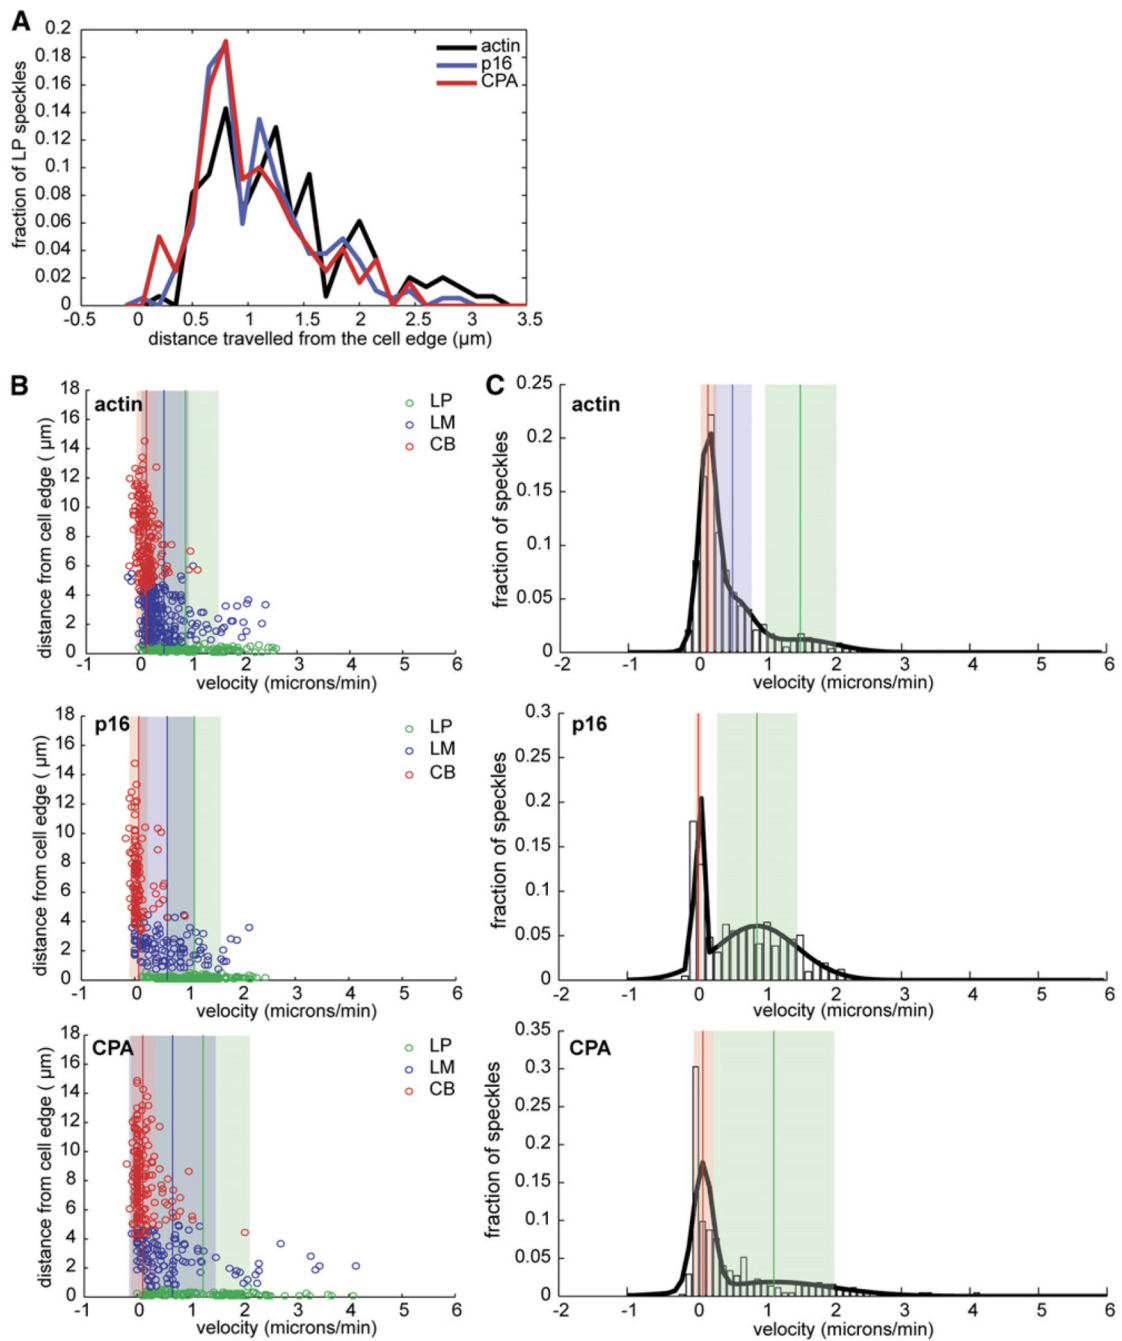 A
fraction of LP speckles
0.2
0.18
0.16
0.14
0.12
0.1
0.08
0.06
0.04
0.02
0
-0.5 0 0.5 1 1.5 2 2.5 3 3.5
distance travelled from the cell edge (μm)
actin
p16
CPA
B
actin
distance from cell edge ( μm)
18
16
14
12
10
8
6
4
2
0
-1 0 1 2 3 4 5 6
velocity (microns/min)
LP
LM
CB
C
actin
fraction of speckles
0.25
0.2
0.15
0.1
0.05
0
-2 -1 0 1 2 3 4 5 6
velocity (microns/min)
p16
distance from cell edge ( μm)
18
16
14
12
10
8
6
4
2
0
-1 0 1 2 3 4 5 6
velocity (microns/min)
LP
LM
CB
p16
fraction of speckles
0.3
0.25
0.2
0.15
0.1
0.05
0
-2 -1 0 1 2 3 4 5 6
velocity (microns/min)
CPA
distance from cell edge ( μm)
18
16
14
12
10
8
6
4
2
0
-1 0 1 2 3 4 5 6
velocity (microns/min)
LP
LM
CB
CPA
fraction of speckles
0.35
0.3
0.25
0.2
0.15
0.1
0.05
0
-2 -1 0 1 2 3 4 5 6
velocity (microns/min)